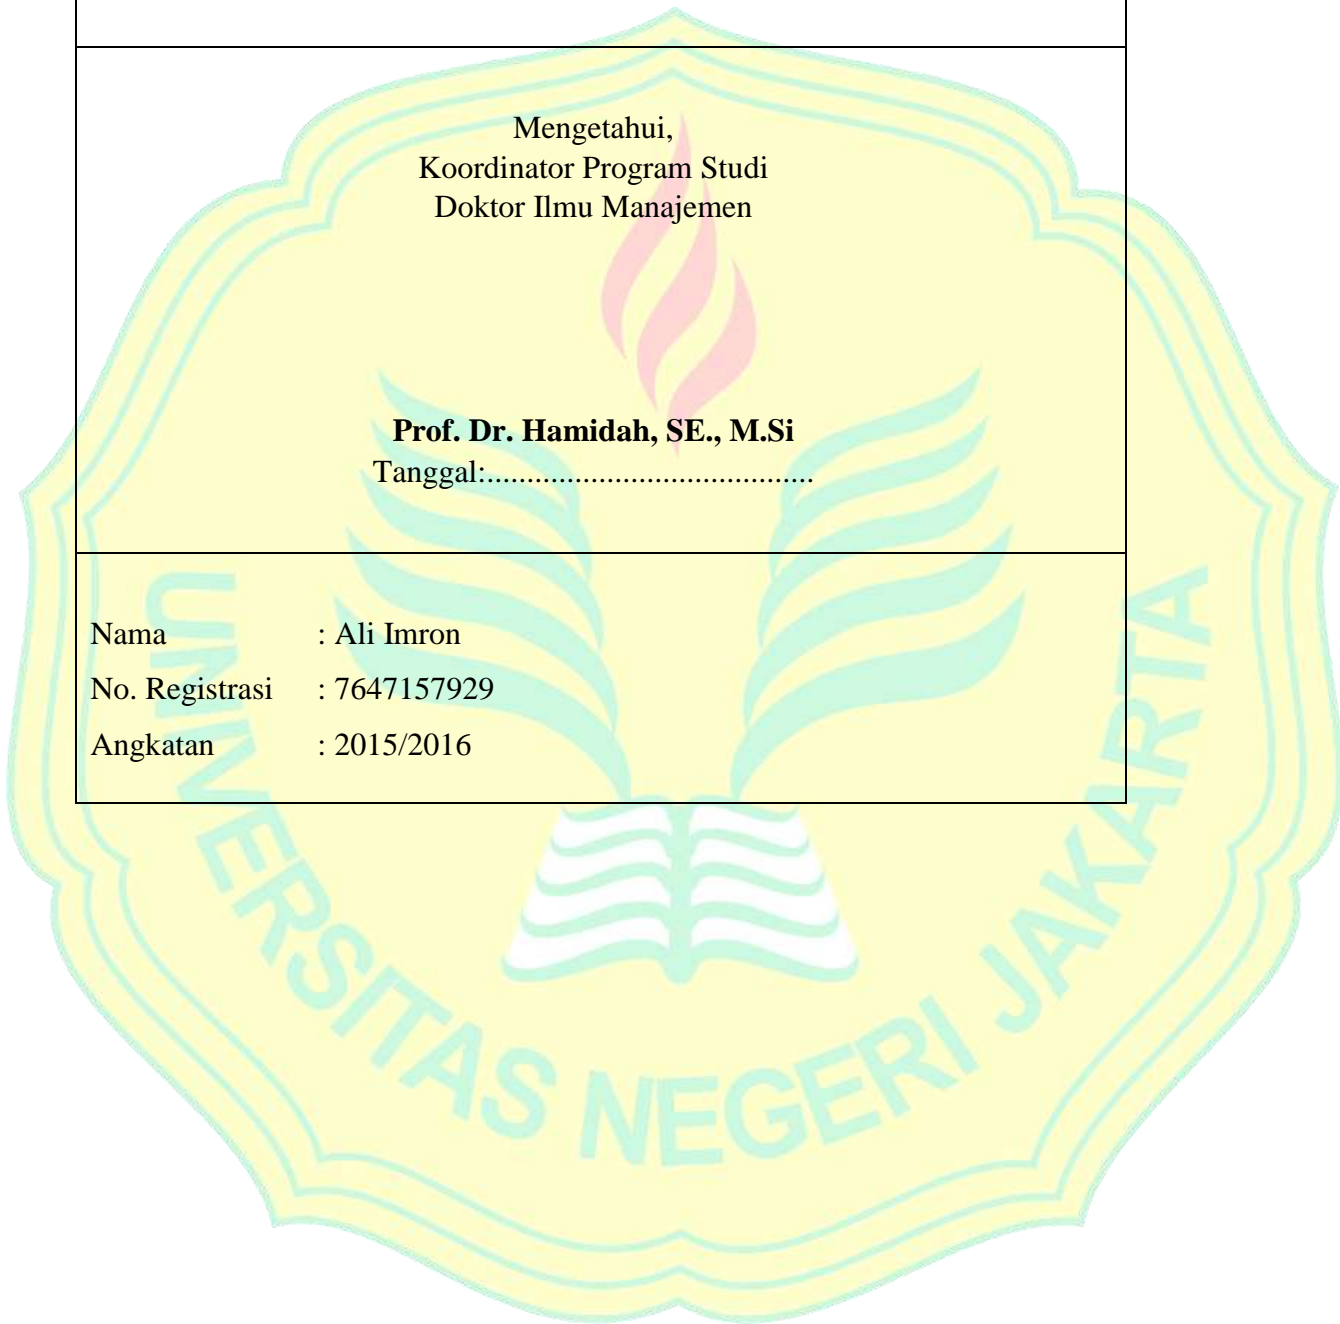 Mengetahui,
Koordinator Program Studi
Doktor Ilmu Manajemen
Prof. Dr. Hamidah, SE., M.Si
Tanggal:.........................................
Nama : Ali Imron
No. Registrasi : 7647157929
Angkatan : 2015/2016
UNIVERSITAS NEGERI JAKARTA